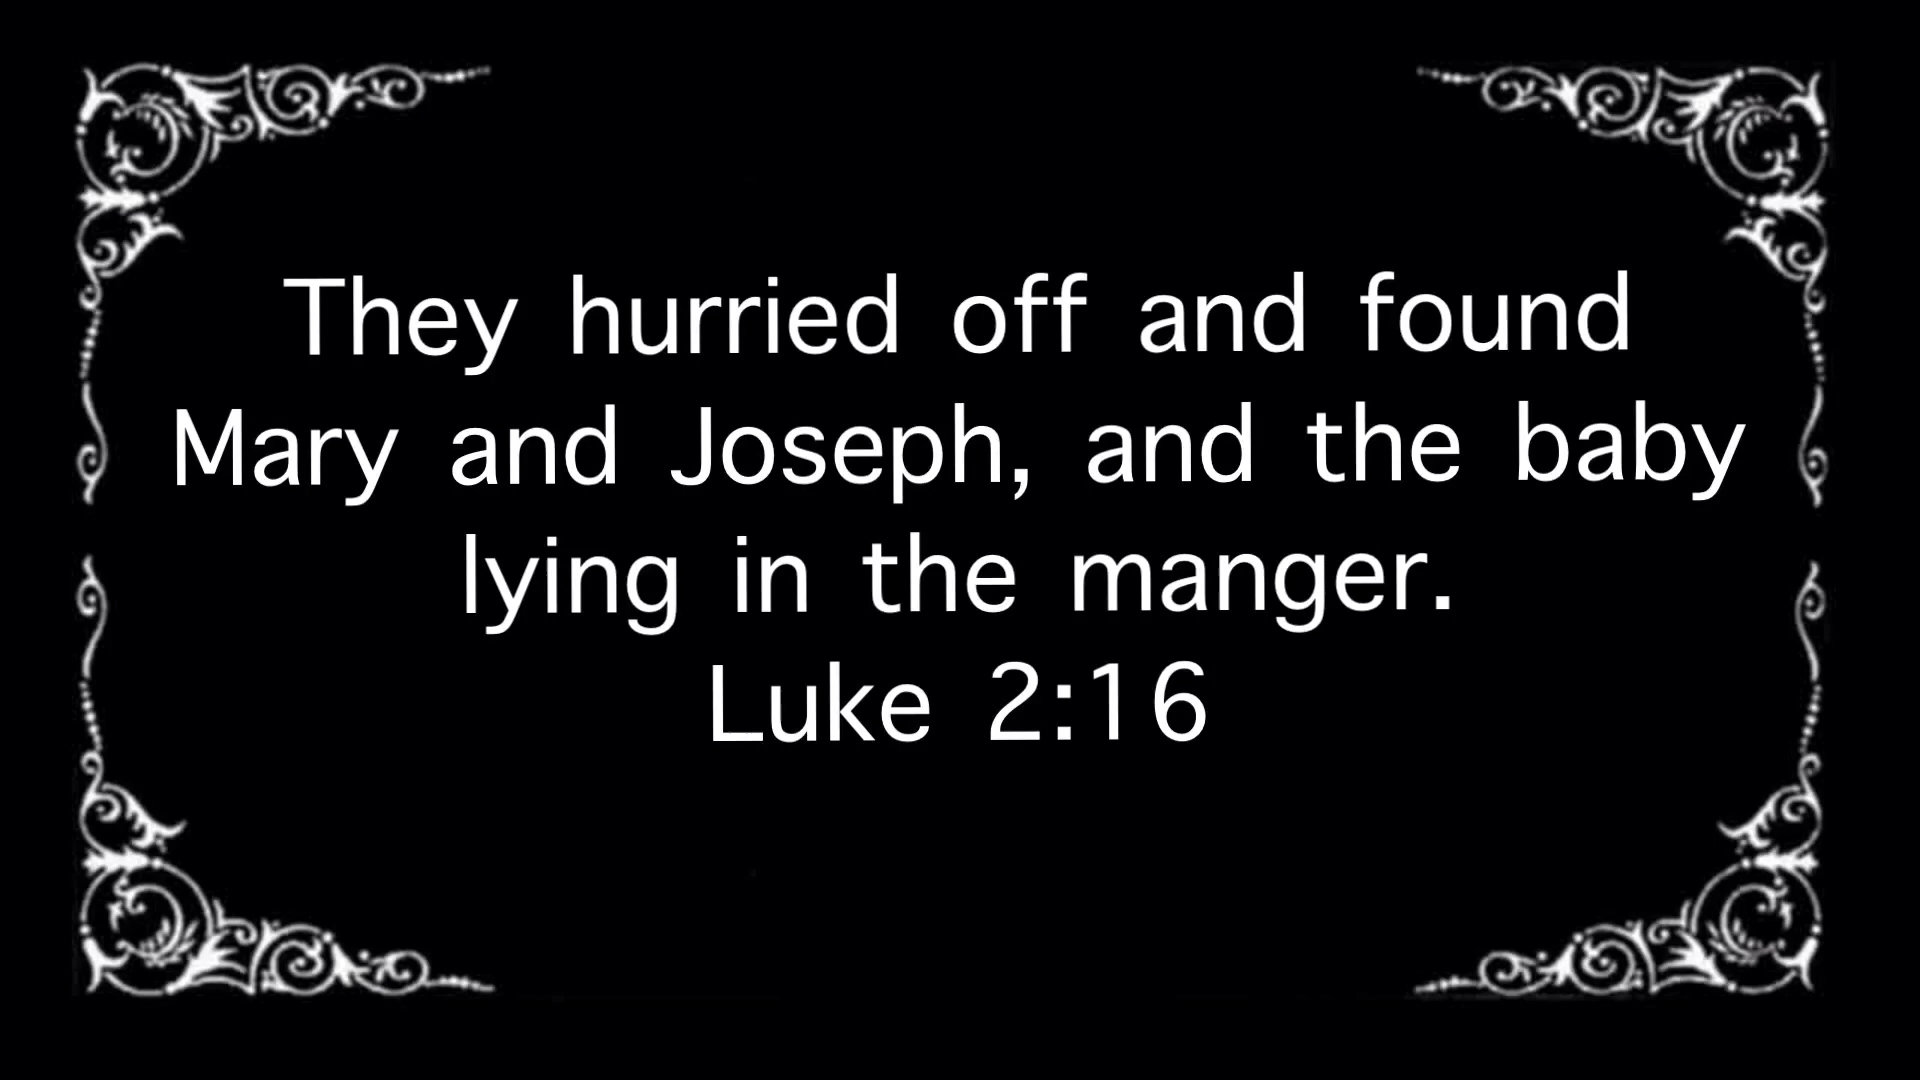 They hurried off and found
Mary and Joseph, and the baby
lying in the manger.
Luke 2:16